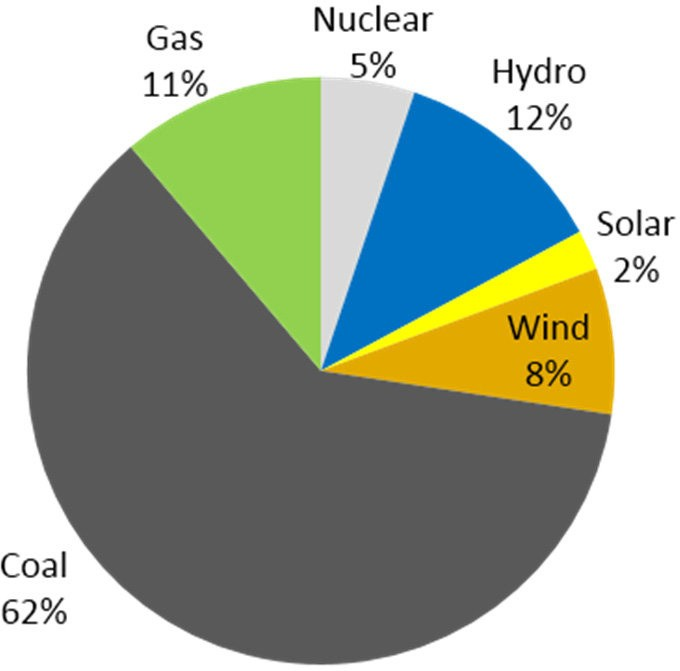 Nuclear
5%
Gas
11%
Hydro
12%
Solar
2%
Wind
8%
Coal
62%